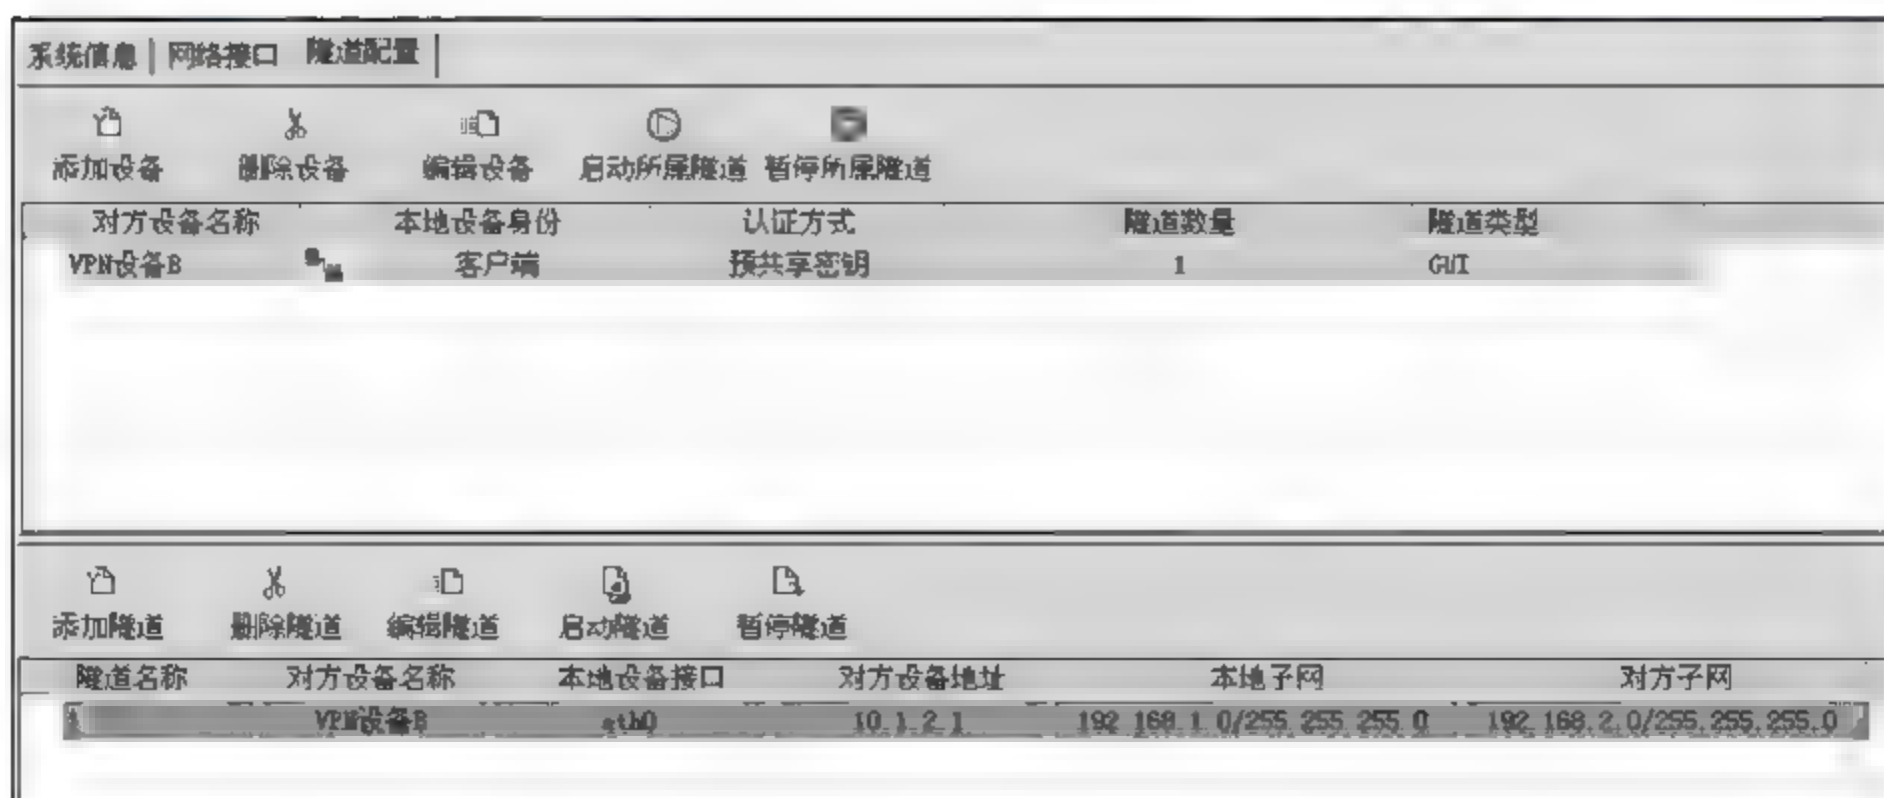 系统信息 网络接口 隧道配置
添加设备 删除设备 编辑设备 启动所属隧道 暂停所属隧道
对方设备名称 本地设备身份 认证方式 隧道数量 隧道类型
VPN设备B 客户端 预共享密钥 1 GUI
添加隧道 删除隧道 编辑隧道 启动隧道 暂停隧道
隧道名称 对方设备名称 本地设备接口 对方设备地址 本地子网 对方子网
VPN设备B eth0 10.1.2.1 192.168.1.0/255.255.255.0 192.168.2.0/255.255.255.0